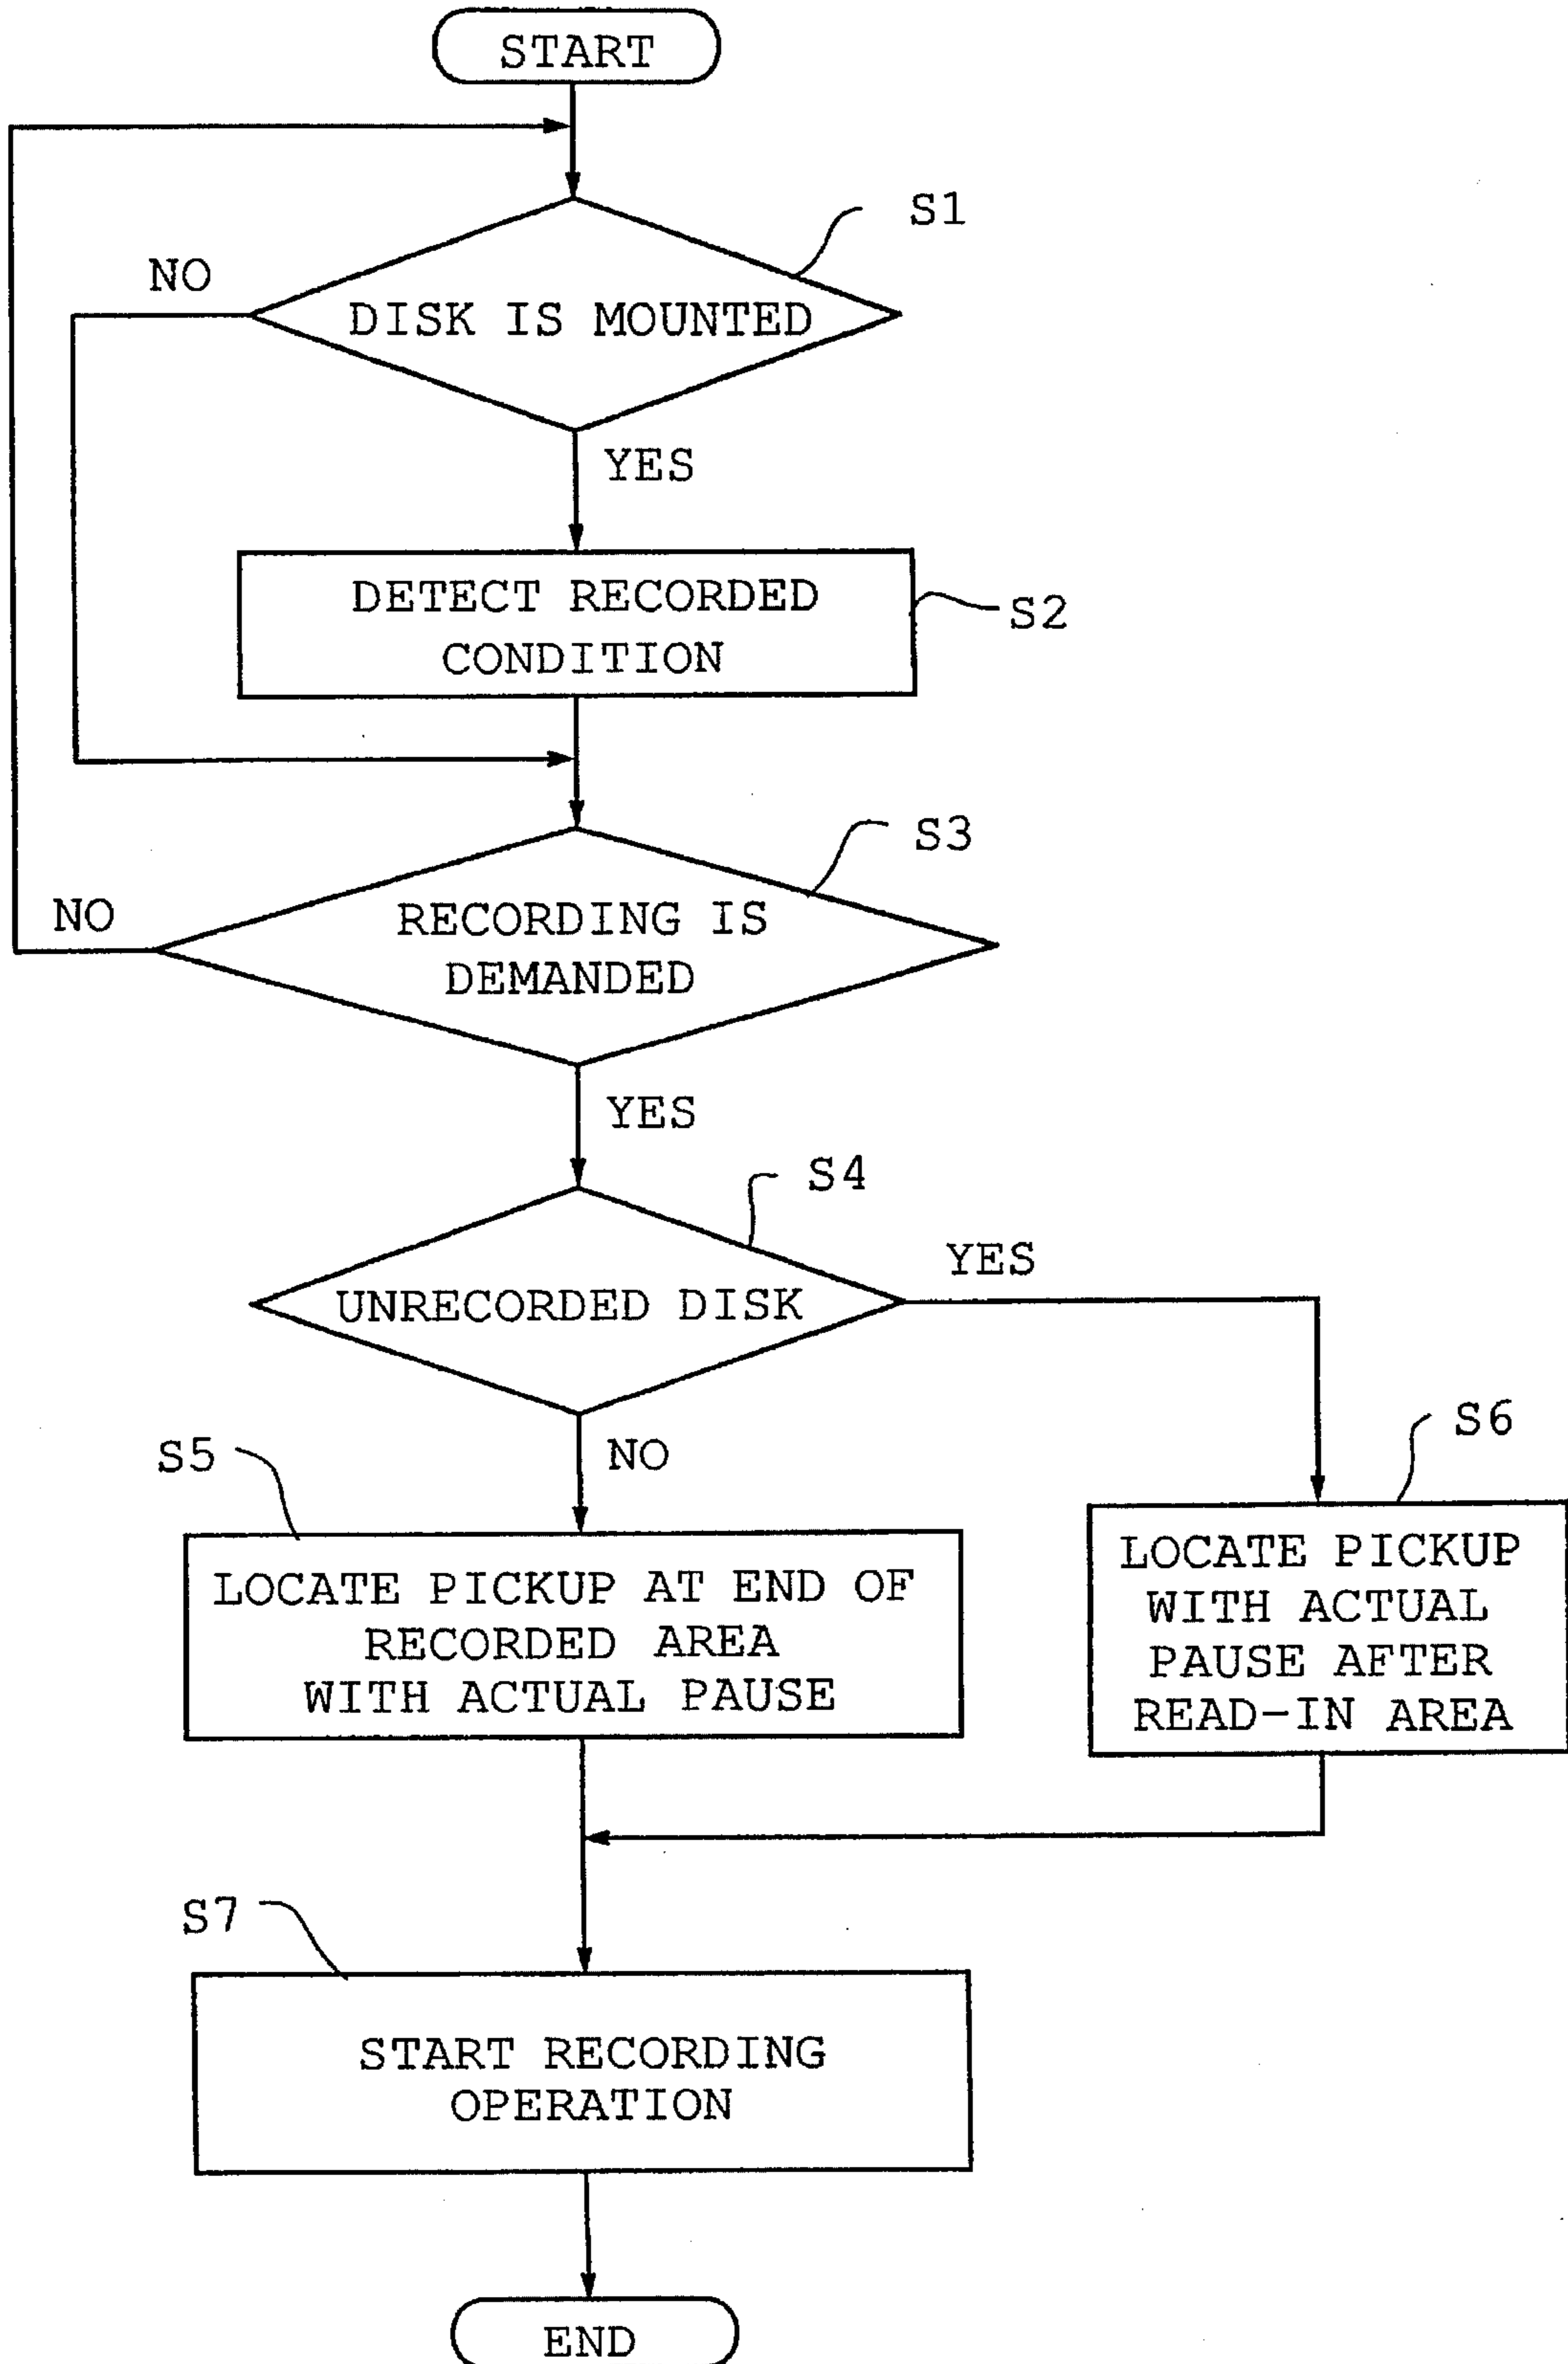 START
S1
NO
DISK IS MOUNTED
YES
DETECT RECORDED
CONDITION
S2
S3
NO
RECORDING IS
DEMANDED
YES
S4
YES
UNRECORDED DISK
S6
S5
NO
LOCATE PICKUP AT END OF
RECORDED AREA
WITH ACTUAL PAUSE
LOCATE PICKUP
WITH ACTUAL
PAUSE AFTER
READ-IN AREA
S7
START RECORDING
OPERATION
END